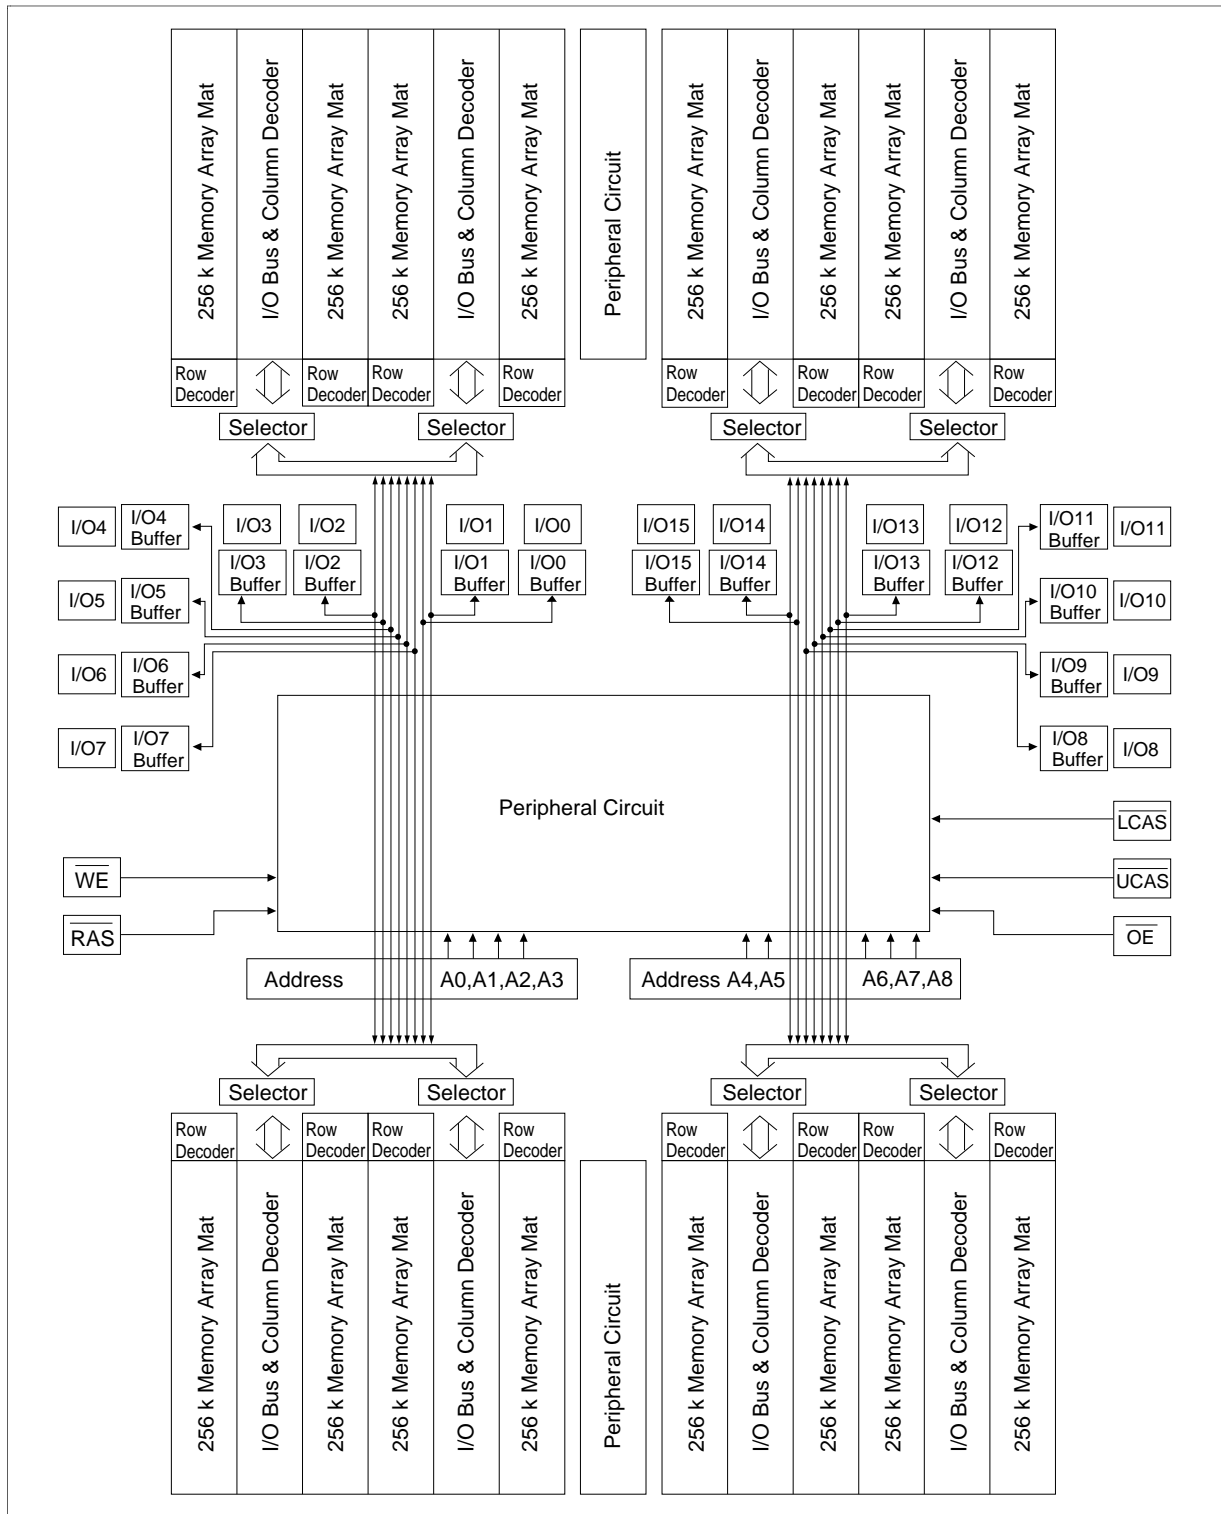 256 k Memory Array Mat
I/O Bus & Column Decoder
256 k Memory Array Mat
256 k Memory Array Mat
I/O Bus & Column Decoder
256 k Memory Array Mat
Peripheral Circuit
256 k Memory Array Mat
I/O Bus & Column Decoder
256 k Memory Array Mat
256 k Memory Array Mat
I/O Bus & Column Decoder
256 k Memory Array Mat
Row
Decoder
Row
Decoder
Row
Decoder
Row
Decoder
Row
Decoder
Row
Decoder
Row
Decoder
Row
Decoder
Selector
Selector
Selector
Selector
I/O4
I/O4
Buffer
I/O3
I/O2
I/O1
I/O0
I/O15
I/O14
I/O13
I/O12
I/O11
Buffer
I/O11
I/O3
Buffer
I/O2
Buffer
I/O1
Buffer
I/O0
Buffer
I/O15
Buffer
I/O14
Buffer
I/O13
Buffer
I/O12
Buffer
I/O5
I/O5
Buffer
I/O10
Buffer
I/O10
I/O6
I/O6
Buffer
I/O9
Buffer
I/O9
I/O7
I/O7
Buffer
I/O8
Buffer
I/O8
Peripheral Circuit
LCAS
WE
UCAS
RAS
OE
Address A0,A1,A2,A3
Address A4,A5 A6,A7,A8
Selector
Selector
Selector
Selector
Row
Decoder
Row
Decoder
Row
Decoder
Row
Decoder
Row
Decoder
Row
Decoder
Row
Decoder
Row
Decoder
256 k Memory Array Mat
I/O Bus & Column Decoder
256 k Memory Array Mat
256 k Memory Array Mat
I/O Bus & Column Decoder
256 k Memory Array Mat
Peripheral Circuit
256 k Memory Array Mat
I/O Bus & Column Decoder
256 k Memory Array Mat
256 k Memory Array Mat
I/O Bus & Column Decoder
256 k Memory Array Mat